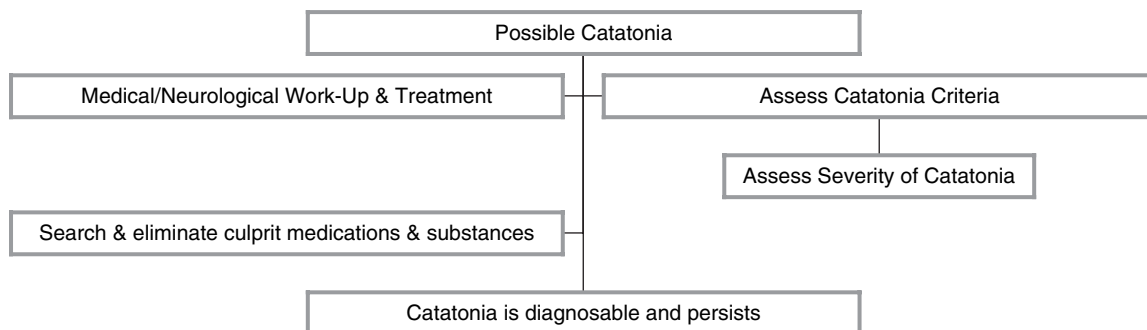 Possible Catatonia
Medical/Neurological Work-Up & Treatment
Assess Catatonia Criteria
Assess Severity of Catatonia
Search & eliminate culprit medications & substances
Catatonia is diagnosable and persists